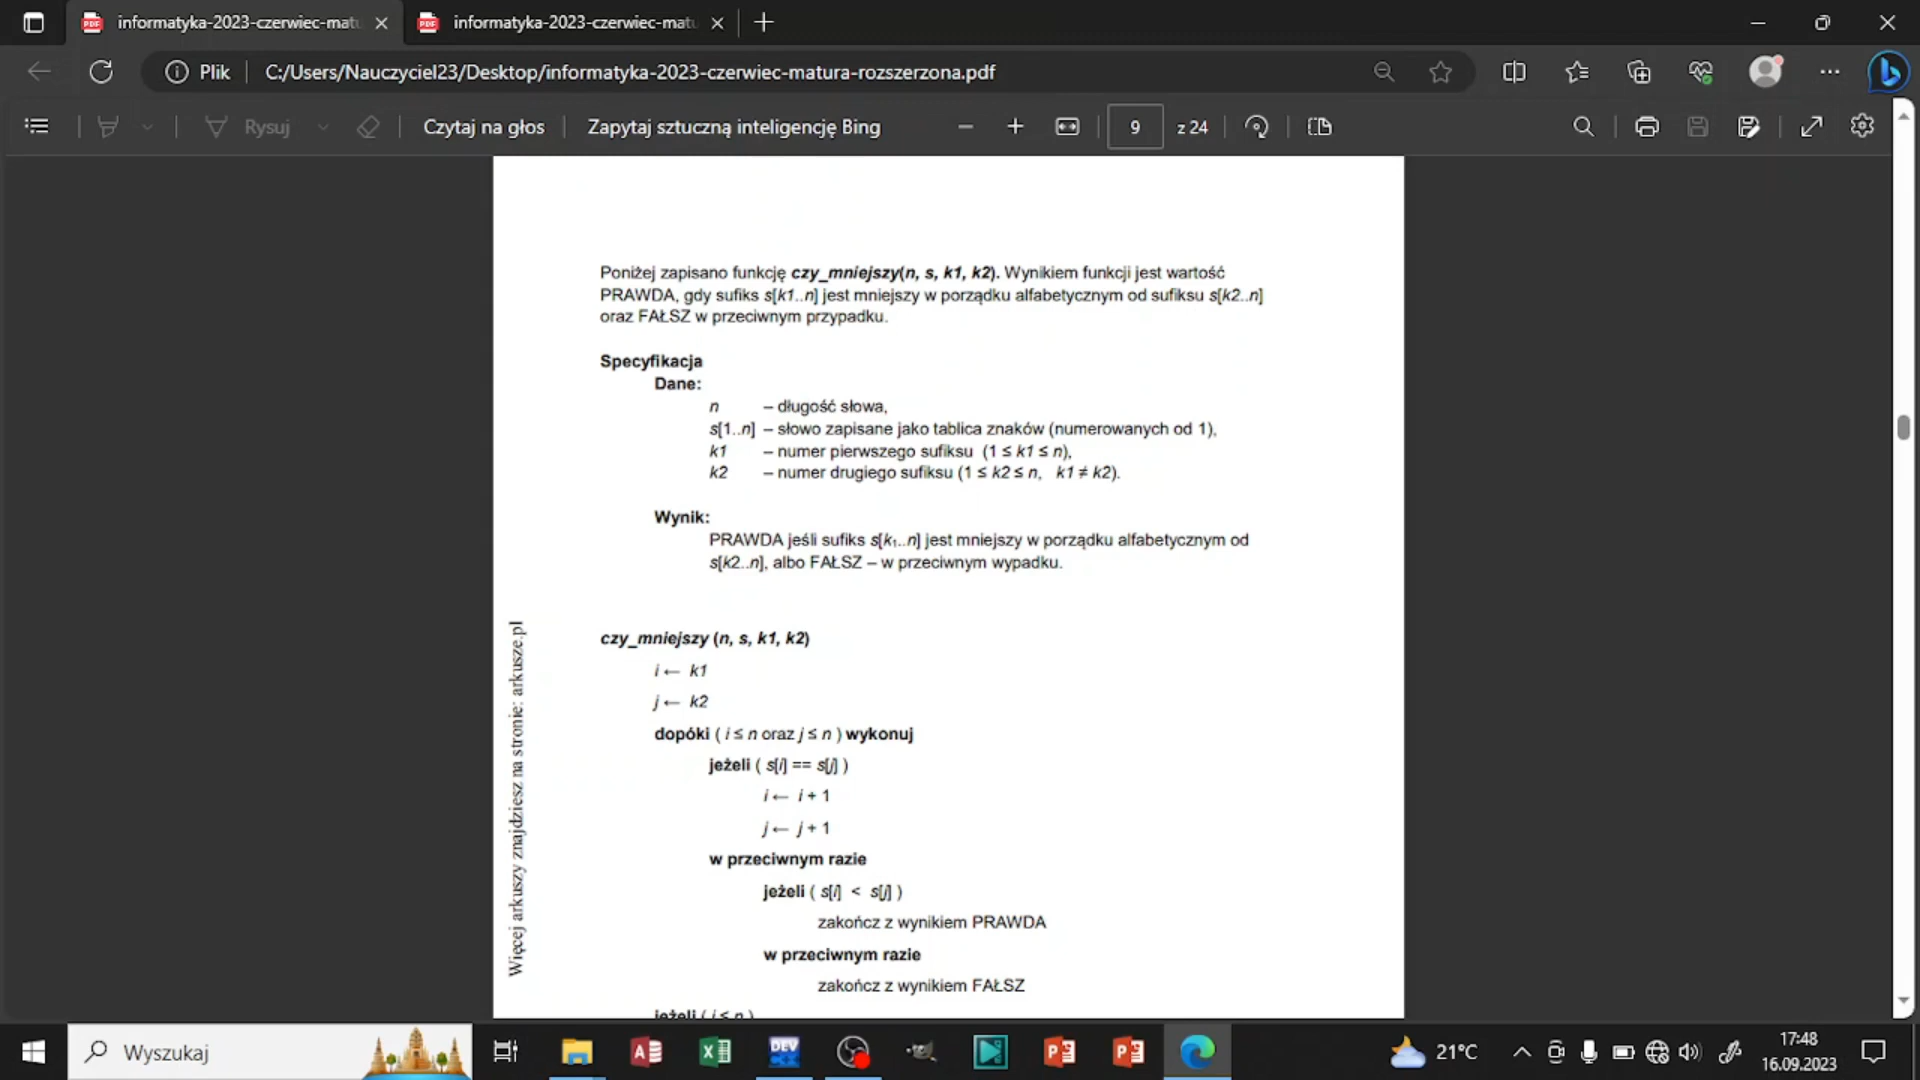 informatyka-2023-czerwiec-matu
informatyka-2023-czerwiec-matu
Plik
C:/Users/Nauczyciel23/Desktop/informatyka-2023-czerwiec-matura-rozszerzona.pdf
Rysuj
Czytaj na głos
Zapytaj sztuczną inteligencję Bing
9
z 24
Poniżej zapisano funkcję czy_mniejszy(n, s, k1, k2). Wynikiem funkcji jest wartość
PRAWDA, gdy sufiks s[k1..n] jest mniejszy w porządku alfabetycznym od sufiksu s[k2..n]
oraz FAŁSZ w przeciwnym przypadku.
Specyfikacja
Dane:
n – długość słowa,
s[1..n] – słowo zapisane jako tablica znaków (numerowanych od 1),
k1 – numer pierwszego sufiksu (1 ≤ k1 ≤ n),
k2 – numer drugiego sufiksu (1 ≤ k2 ≤ n, k1 ≠ k2).
Wynik:
PRAWDA jeśli sufiks s[k₁..n] jest mniejszy w porządku alfabetycznym od
s[k2..n], albo FAŁSZ – w przeciwnym wypadku.
Więcej arkuszy znajdziesz na stronie: arkusze.pl
czy_mniejszy (n, s, k1, k2)
i ← k1
j ← k2
dopóki ( i ≤ n oraz j ≤ n ) wykonuj
jeżeli ( s[i] == s[j] )
i ← i + 1
j ← j + 1
w przeciwnym razie
jeżeli ( s[i] < s[j] )
zakończ z wynikiem PRAWDA
w przeciwnym razie
zakończ z wynikiem FAŁSZ
jeżeli ( i ≤ n )
Wyszukaj
DEV
21°C
17:48
16.09.2023